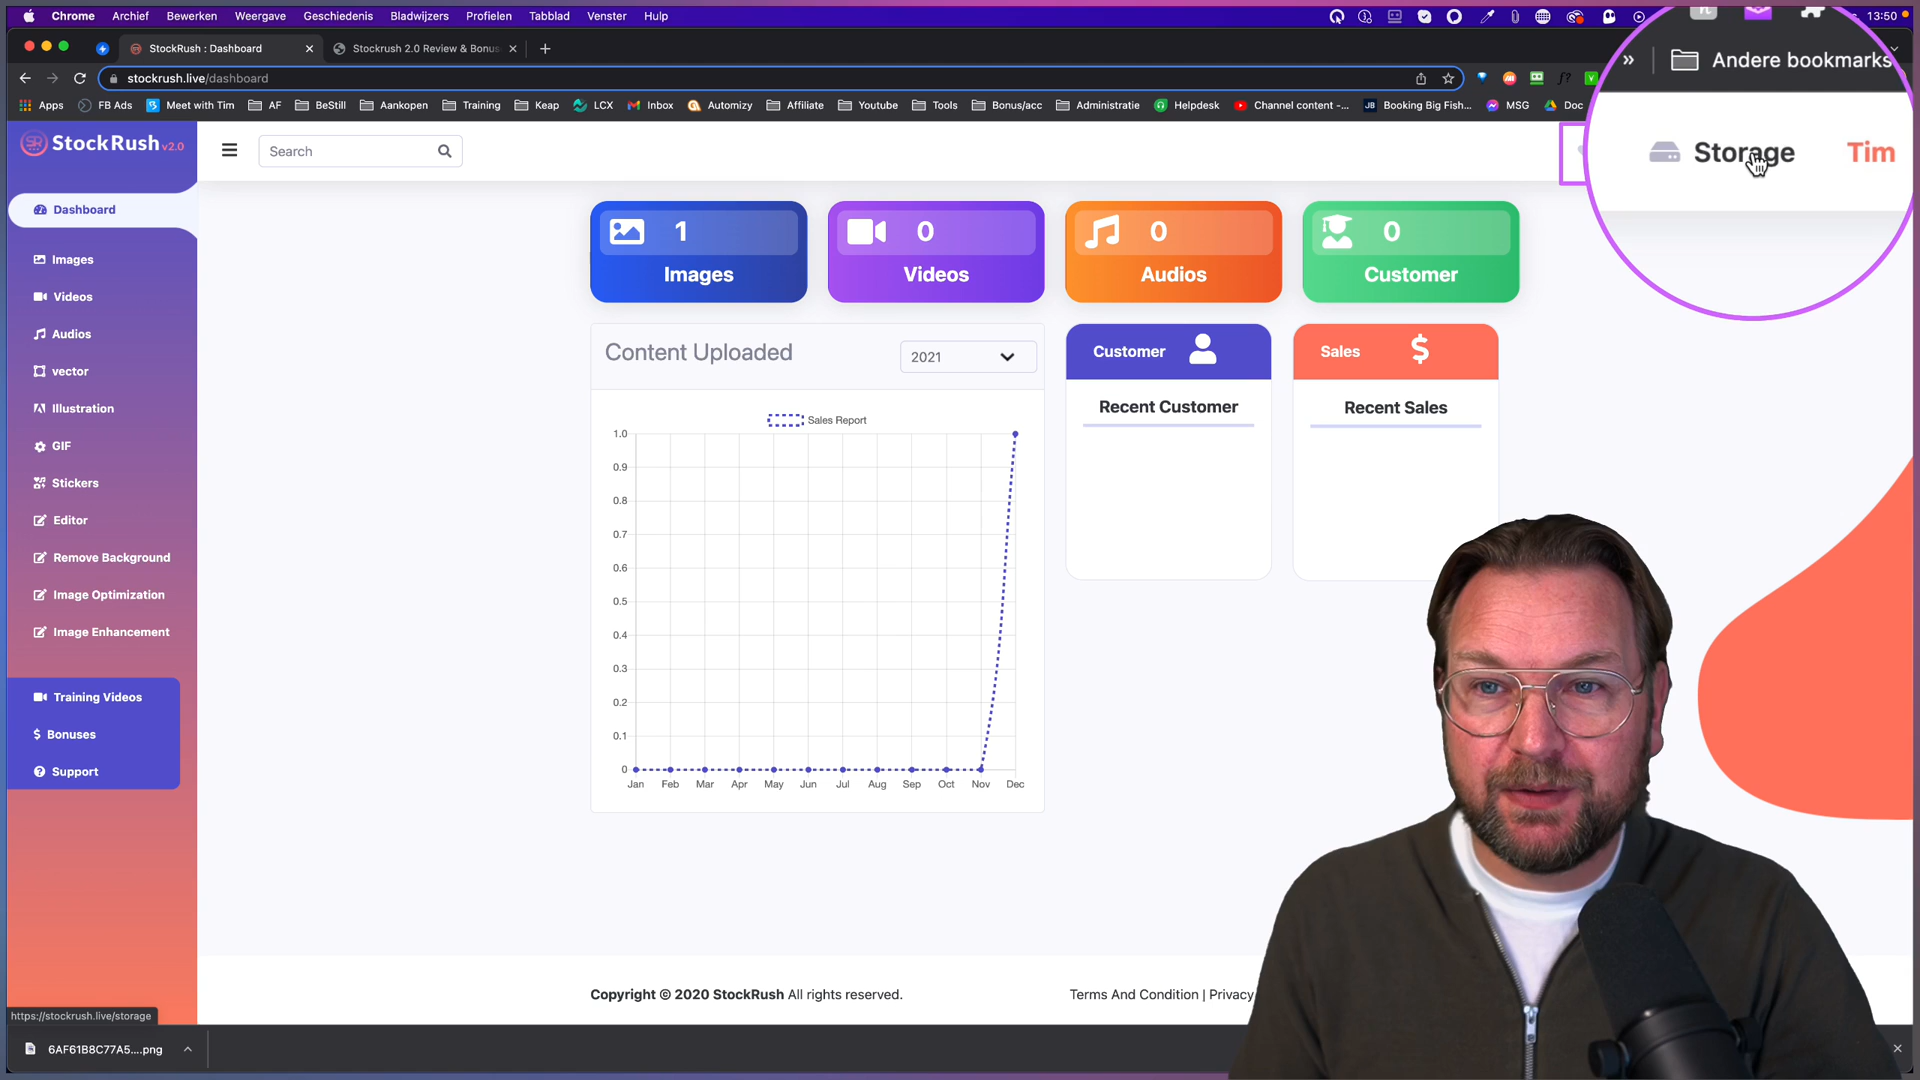 Chrome Archief Bewerken Weergave Geschiedenis Bladwijzers Profielen Tabblad Venster Hulp 13:50
StockRush : Dashboard
Stockrush 2.0 Review & Bonus
stockrush.live/dashboard
» Andere bookmarks
Apps FB Ads Meet with Tim AF BeStill Aankopen Training Keap LCX Inbox Automizy Affiliate Youtube Tools Bonus/acc Administratie Helpdesk Channel content -... Booking Big Fish... MSG Doc
StockRush v2.0
Search
Storage
Tim
Dashboard
Images
Videos
Audios
vector
Illustration
GIF
Stickers
Editor
Remove Background
Image Optimization
Image Enhancement
Training Videos
$ Bonuses
Support
1
Images
0
Videos
0
Audios
0
Customer
Content Uploaded
2021
Sales Report
1.0
0.9
0.8
0.7
0.6
0.5
0.4
0.3
0.2
0.1
0
Jan Feb Mar Apr May Jun Jul Aug Sep Oct Nov Dec
Customer
Recent Customer
Sales $
Recent Sales
Copyright © 2020 StockRush All rights reserved.
Terms And Condition | Privacy
https://stockrush.live/storage
6AF61B8C77A5....png